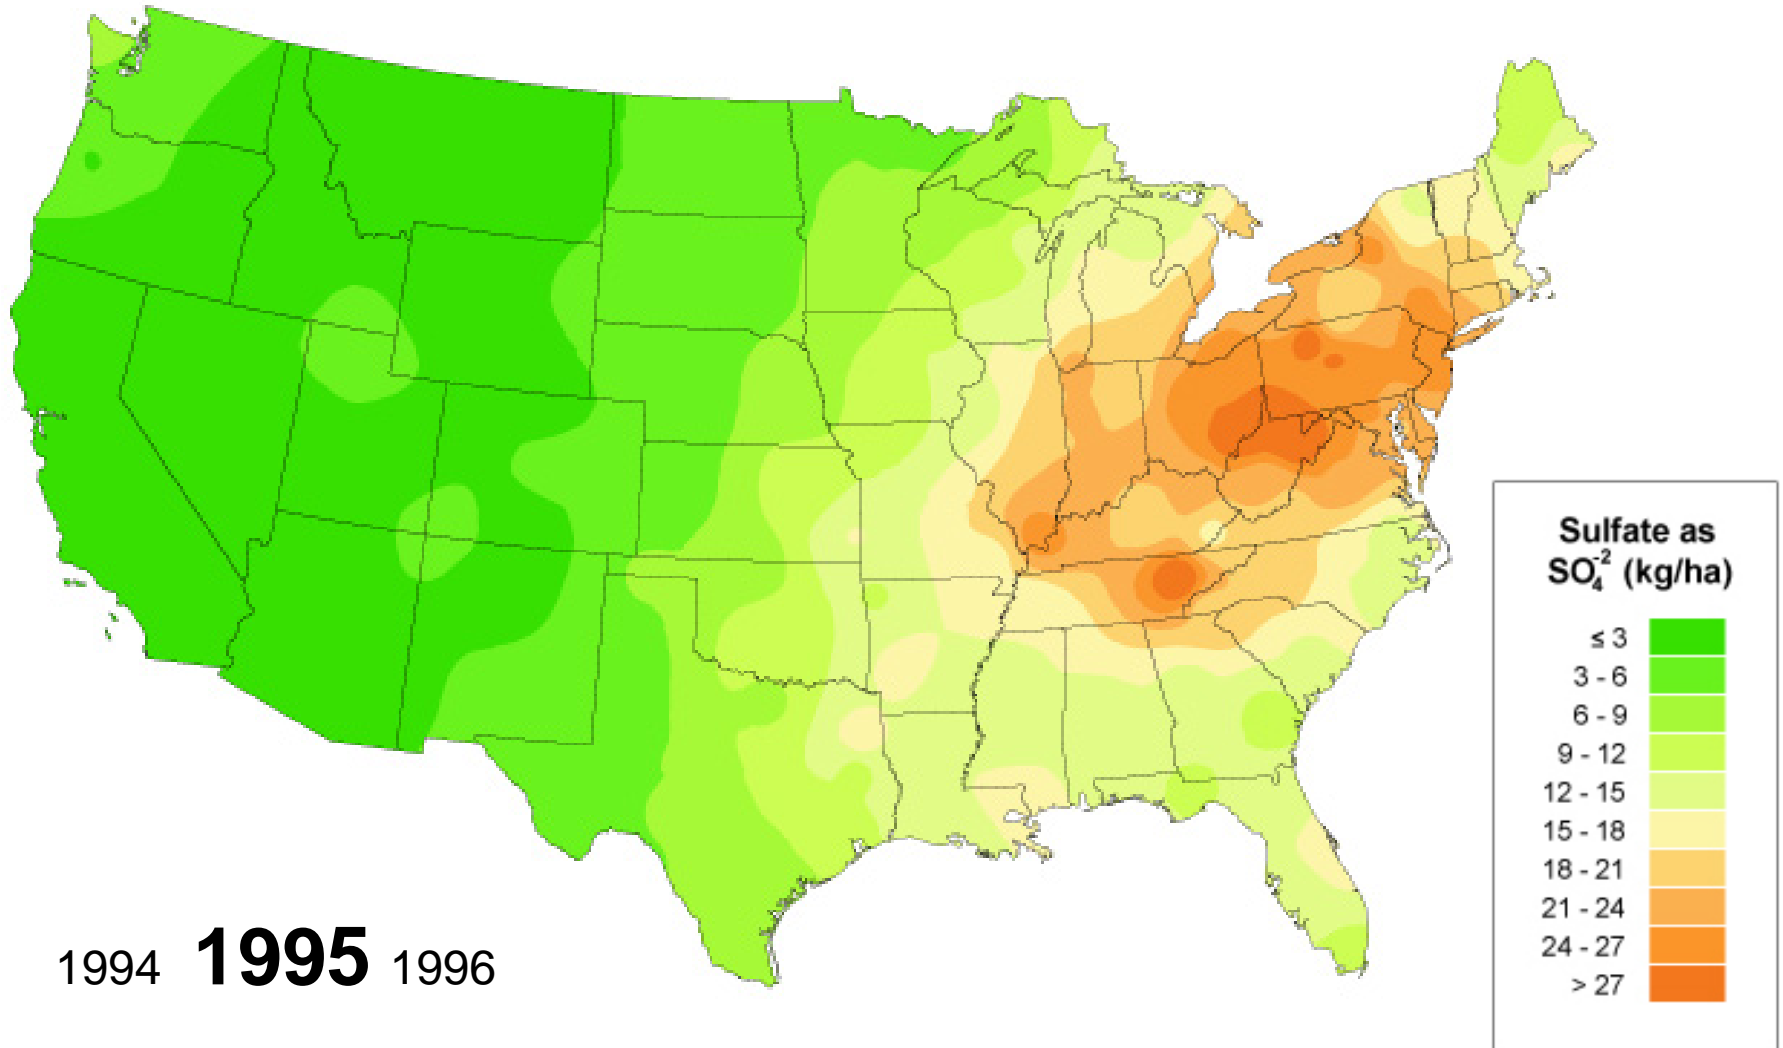 Sulfate as
SO₄⁻² (kg/ha)
≤ 3
3 - 6
6 - 9
9 - 12
12 - 15
15 - 18
18 - 21
21 - 24
24 - 27
> 27
1994 1995 1996